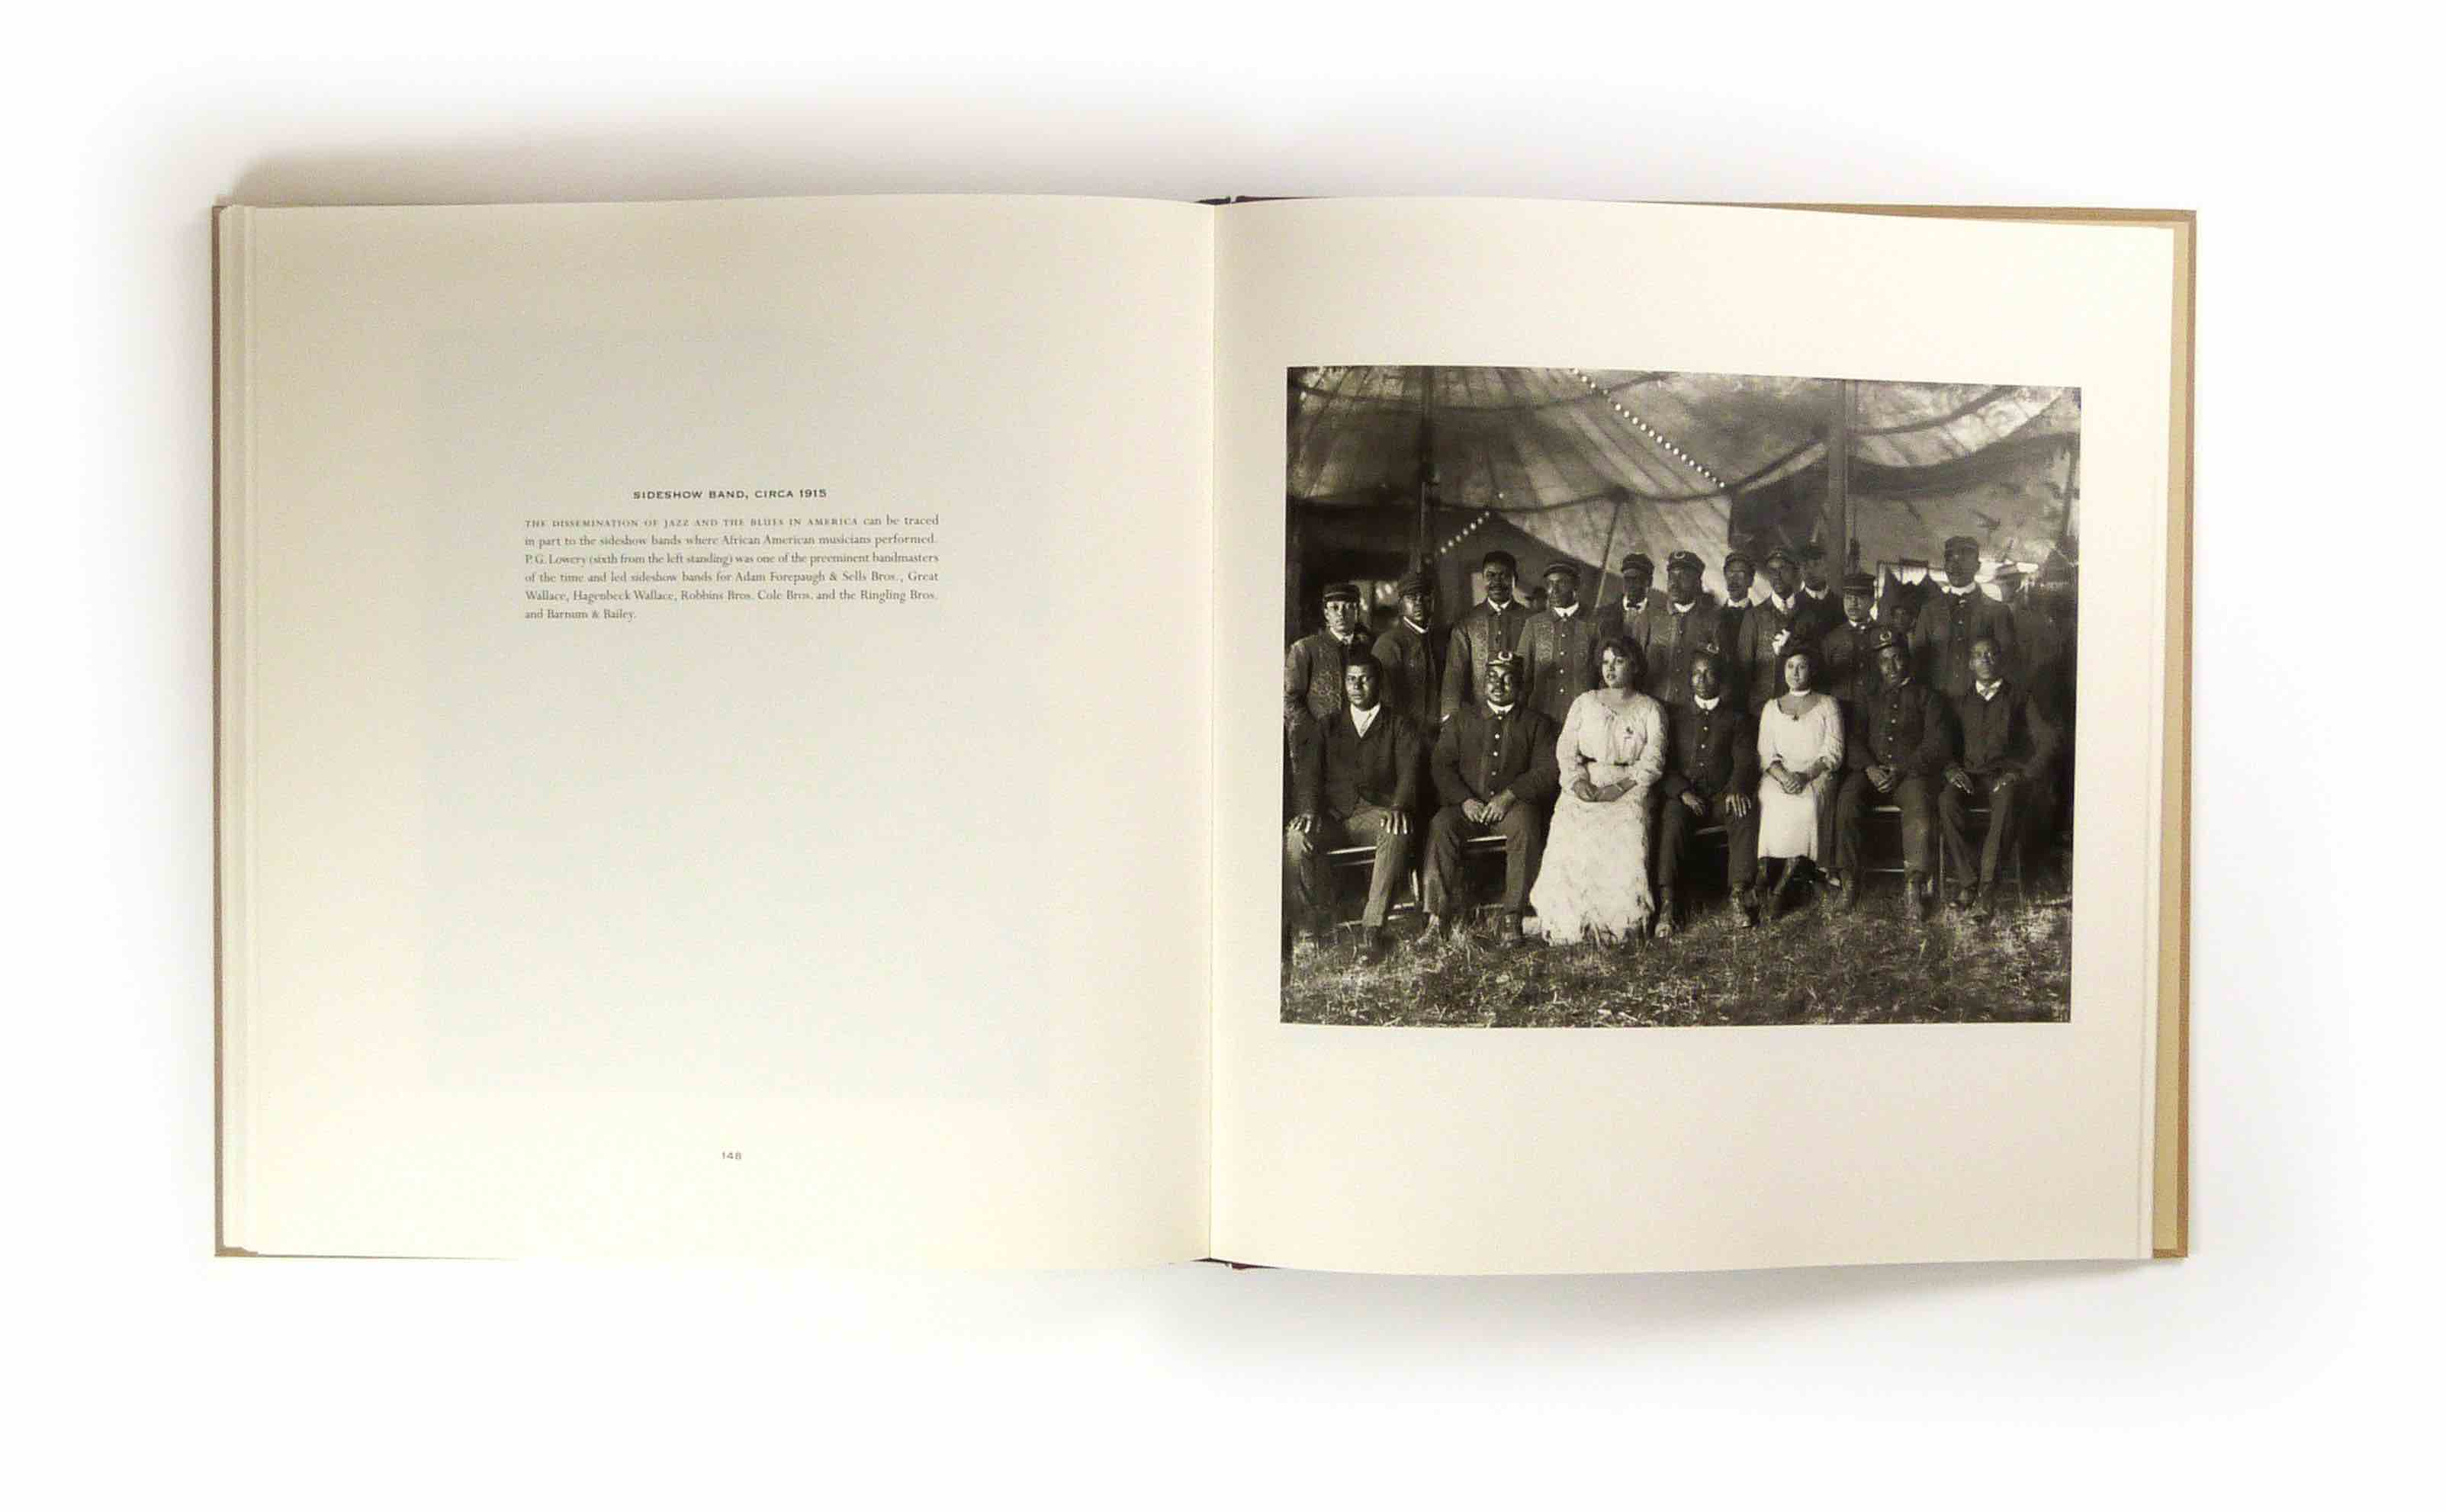 SIDESHOW BAND, CIRCA 1915
THE DISSEMINATION OF JAZZ AND THE BLUES IN AMERICA can be traced
in part to the sideshow bands where African American musicians performed.
P. G. Lowery (sixth from the left standing) was one of the preeminent bandmasters
of the time and led sideshow bands for Adam Forepaugh & Sells Bros., Great
Wallace, Hagenbeck Wallace, Robbins Bros. Cole Bros. and the Ringling Bros.
and Barnum & Bailey.
148